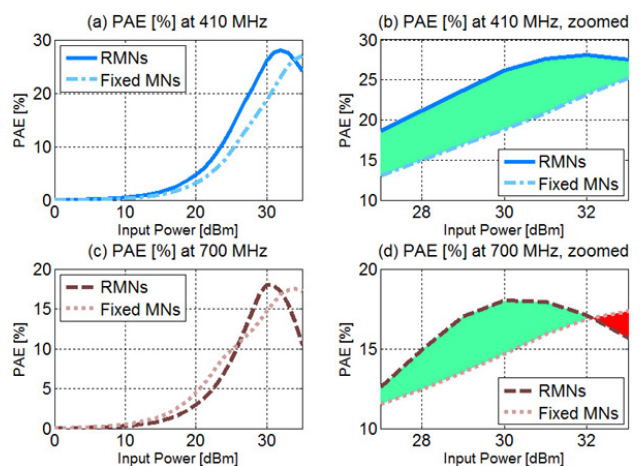 (a) PAE [%] at 410 MHz
PAE [%]
30
20
10
0
RMNs
Fixed MNs
0 10 20 30
Input Power [dBm]
(b) PAE [%] at 410 MHz, zoomed
PAE [%]
30
25
20
15
10
RMNs
Fixed MNs
28 30 32
Input Power [dBm]
(c) PAE [%] at 700 MHz
PAE [%]
20
15
10
5
0
RMNs
Fixed MNs
0 10 20 30
Input Power [dBm]
(d) PAE [%] at 700 MHz, zoomed
PAE [%]
20
15
10
RMNs
Fixed MNs
28 30 32
Input Power [dBm]